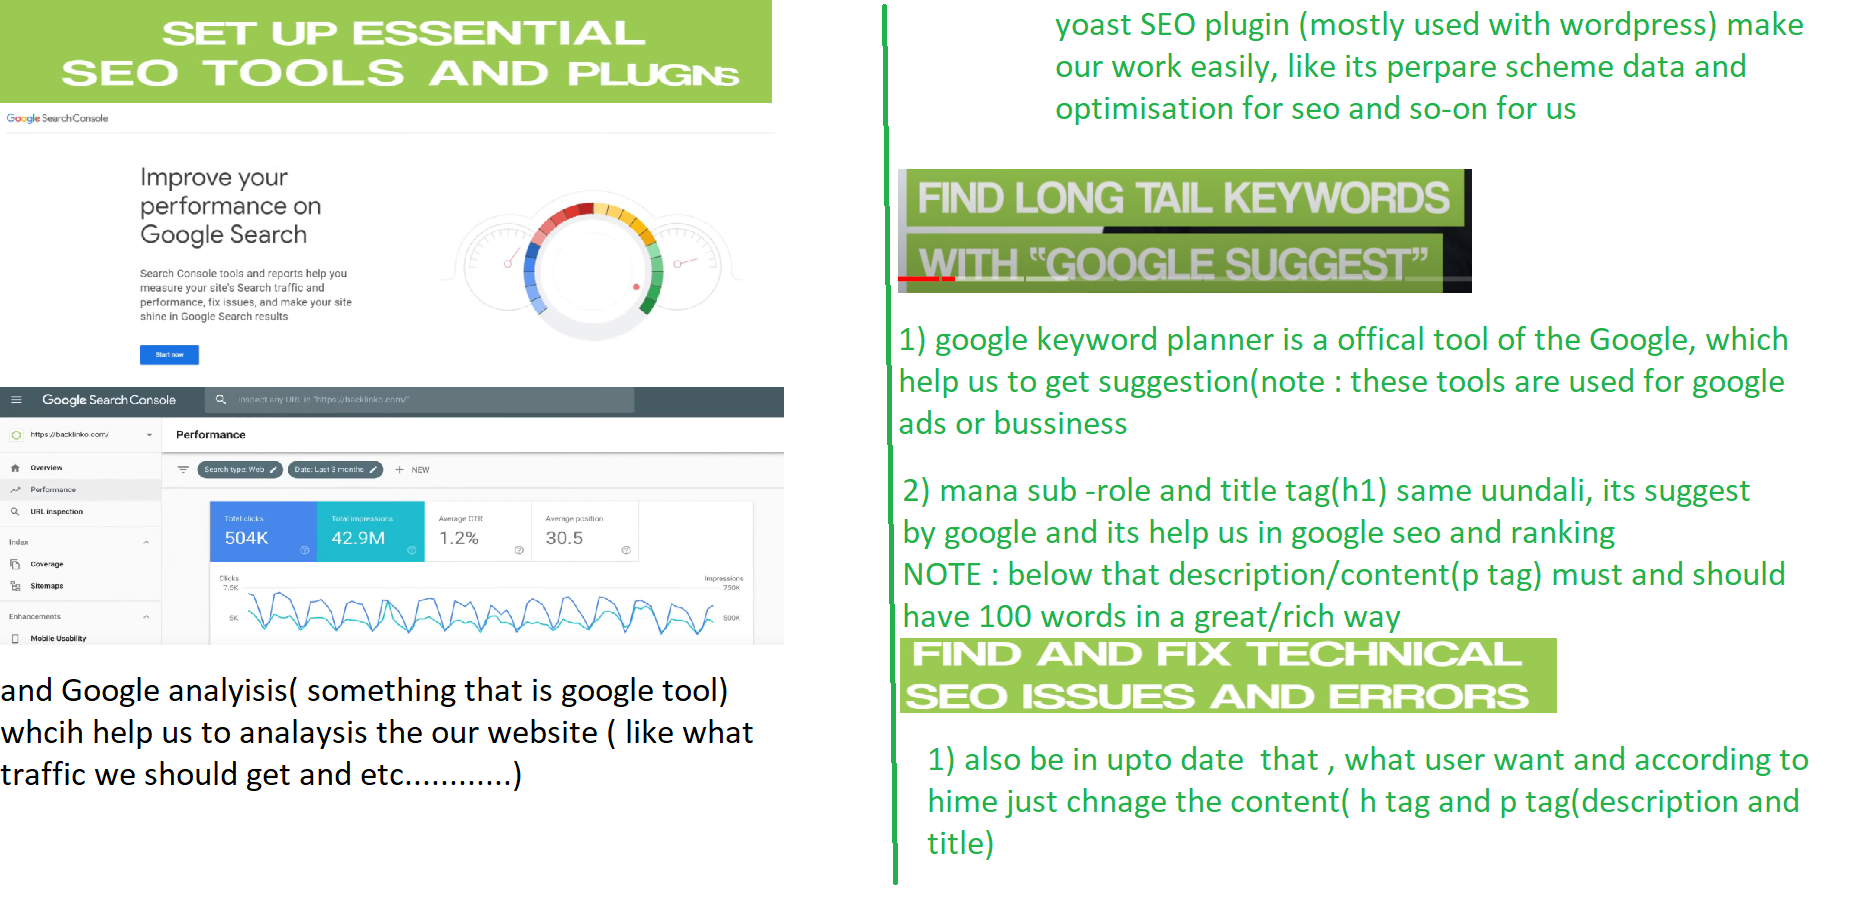 SET UP ESSENTIAL
SEO TOOLS AND PLUGNs
Google Search Console
Improve your
performance on
Google Search
Search Console tools and reports help you
measure your site's Search traffic and
performance, fix issues, and make your site
shine in Google Search results
Start now
Google Search Console
Inspect any URL in "https://backlinko.com/"
https://backlinko.com/
Performance
Overview
Search type: Web
Date: Last 3 months
NEW
Performance
URL inspection
Total clicks
Total impressions
Average CTR
Average position
504K
42.9M
1.2%
30.5
Index
Coverage
Clicks
Impressions
Sitemaps
7.5K
750K
Enhancements
5K
500K
Mobile Usability
and Google analyisis( something that is google tool)
whcih help us to analaysis the our website ( like what
traffic we should get and etc............)
yoast SEO plugin (mostly used with wordpress) make
our work easily, like its perpare scheme data and
optimisation for seo and so-on for us
FIND LONG TAIL KEYWORDS
WITH “GOOGLE SUGGEST”
1) google keyword planner is a offical tool of the Google, which
help us to get suggestion(note : these tools are used for google
ads or bussiness
2) mana sub -role and title tag(h1) same uundali, its suggest
by google and its help us in google seo and ranking
NOTE : below that description/content(p tag) must and should
have 100 words in a great/rich way
FIND AND FIX TECHNICAL
SEO ISSUES AND ERRORS
1) also be in upto date  that , what user want and according to
hime just chnage the content( h tag and p tag(description and
title)